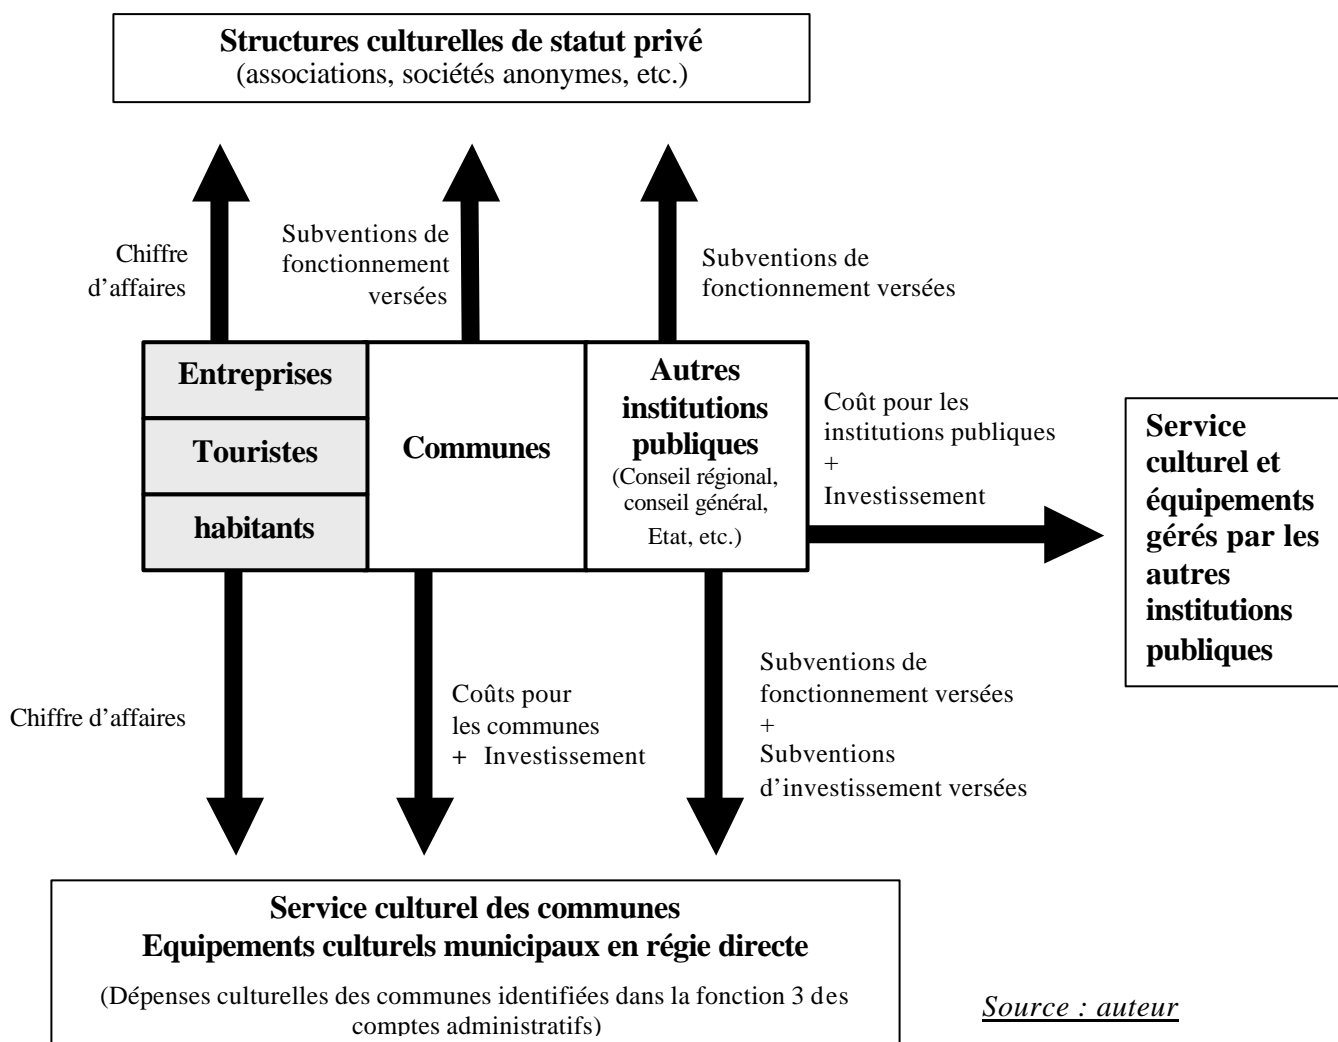 Structures culturelles de statut privé
(associations, sociétés anonymes, etc.)
Chiffre
d’affaires
Subventions de
fonctionnement
versées
Subventions de
fonctionnement versées
Entreprises
Touristes
habitants
Communes
Autres
institutions
publiques
(Conseil régional,
conseil général,
Etat, etc.)
Coût pour les
institutions publiques
+
Investissement
Service
culturel et
équipements
gérés par les
autres
institutions
publiques
Chiffre d’affaires
Coûts pour
les communes
+ Investissement
Subventions de
fonctionnement versées
+
Subventions
d’investissement versées
Service culturel des communes
Equipements culturels municipaux en régie directe
(Dépenses culturelles des communes identifiées dans la fonction 3 des
comptes administratifs)
Source : auteur